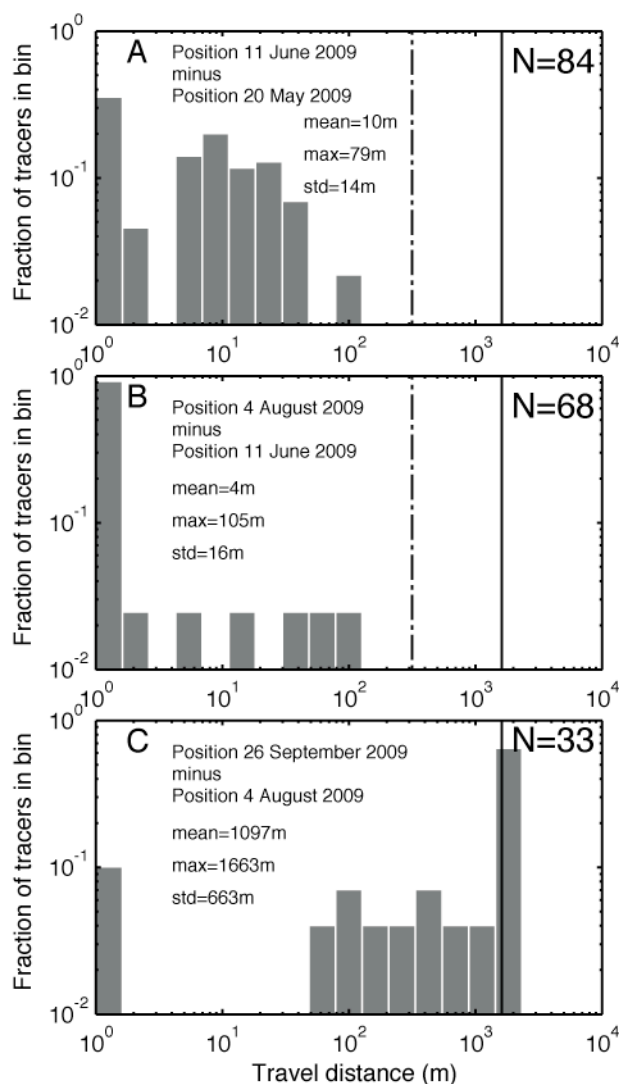 A
Position 11 June 2009
minus
Position 20 May 2009
mean=10m
max=79m
std=14m
N=84
Fraction of tracers in bin
10^0
10^-1
10^-2
10^0 10^1 10^2 10^3 10^4
B
Position 4 August 2009
minus
Position 11 June 2009
mean=4m
max=105m
std=16m
N=68
Fraction of tracers in bin
10^0
10^-1
10^-2
10^0 10^1 10^2 10^3 10^4
C
Position 26 September 2009
minus
Position 4 August 2009
mean=1097m
max=1663m
std=663m
N=33
Fraction of tracers in bin
10^0
10^-1
10^-2
10^0 10^1 10^2 10^3 10^4
Travel distance (m)